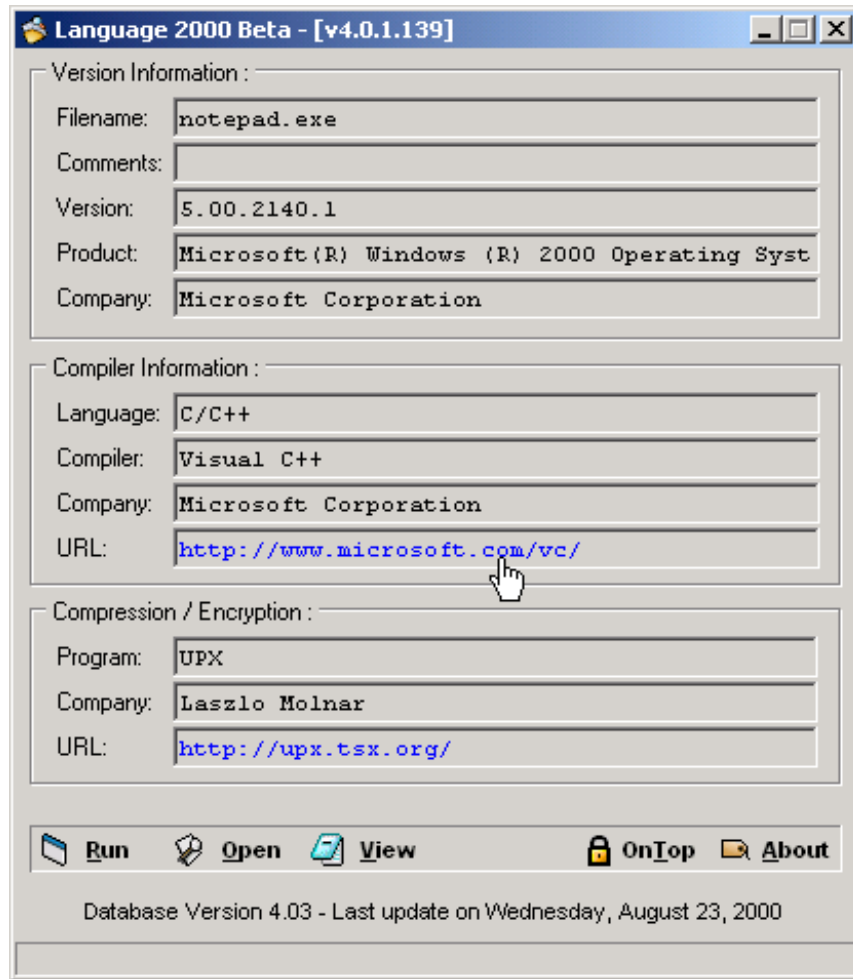 Language 2000 Beta - [v4.0.1.139]
Version Information :
Filename: notepad.exe
Comments:
Version: 5.00.2140.1
Product: Microsoft(R) Windows (R) 2000 Operating Syst
Company: Microsoft Corporation
Compiler Information :
Language: C/C++
Compiler: Visual C++
Company: Microsoft Corporation
URL: http://www.microsoft.com/vc/
Compression / Encryption :
Program: UPX
Company: Laszlo Molnar
URL: http://upx.tsx.org/
Run Open View OnTop About
Database Version 4.03 - Last update on Wednesday, August 23, 2000